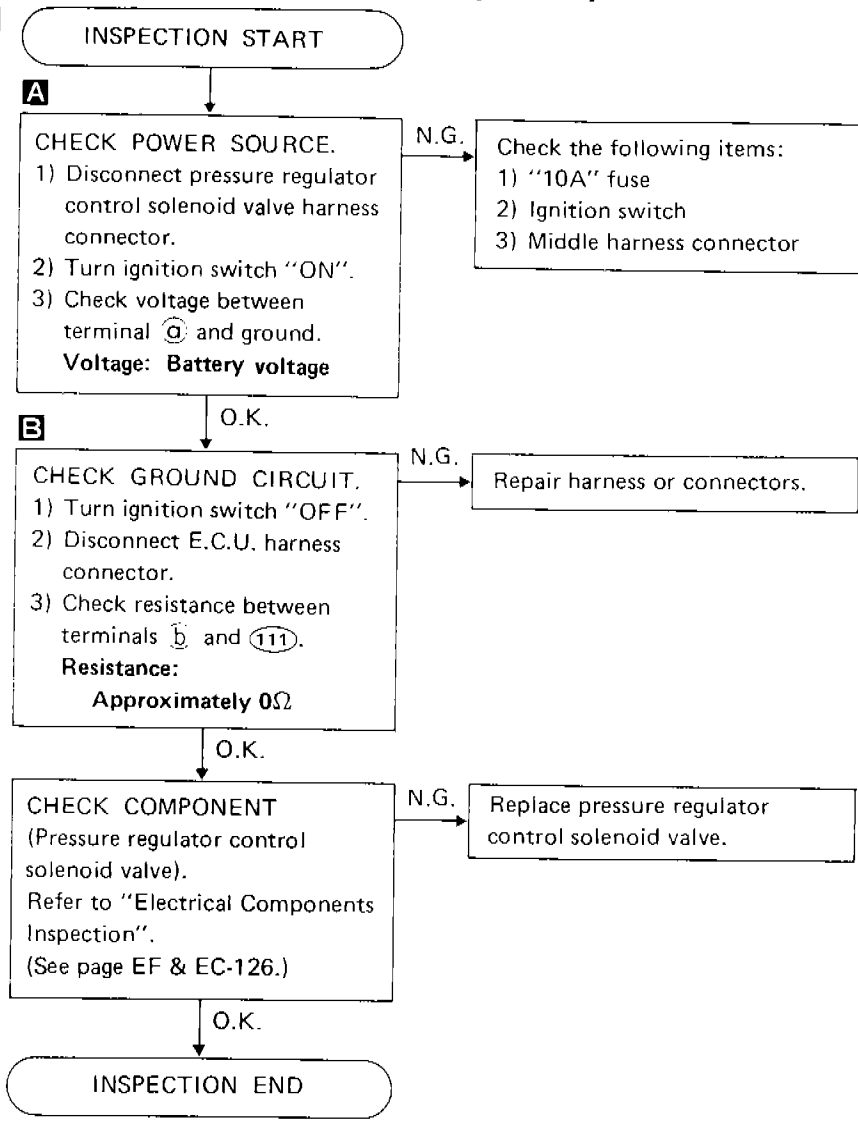 INSPECTION START
A
CHECK POWER SOURCE.
1) Disconnect pressure regulator
control solenoid valve harness
connector.
2) Turn ignition switch "ON".
3) Check voltage between
terminal ⓐ and ground.
Voltage: Battery voltage
N.G.
Check the following items:
1) "10A" fuse
2) Ignition switch
3) Middle harness connector
O.K.
B
CHECK GROUND CIRCUIT.
1) Turn ignition switch "OFF".
2) Disconnect E.C.U. harness
connector.
3) Check resistance between
terminals ⓑ and (111).
Resistance:
Approximately 0Ω
N.G.
Repair harness or connectors.
O.K.
CHECK COMPONENT
(Pressure regulator control
solenoid valve).
Refer to "Electrical Components
Inspection".
(See page EF & EC-126.)
N.G.
Replace pressure regulator
control solenoid valve.
O.K.
INSPECTION END